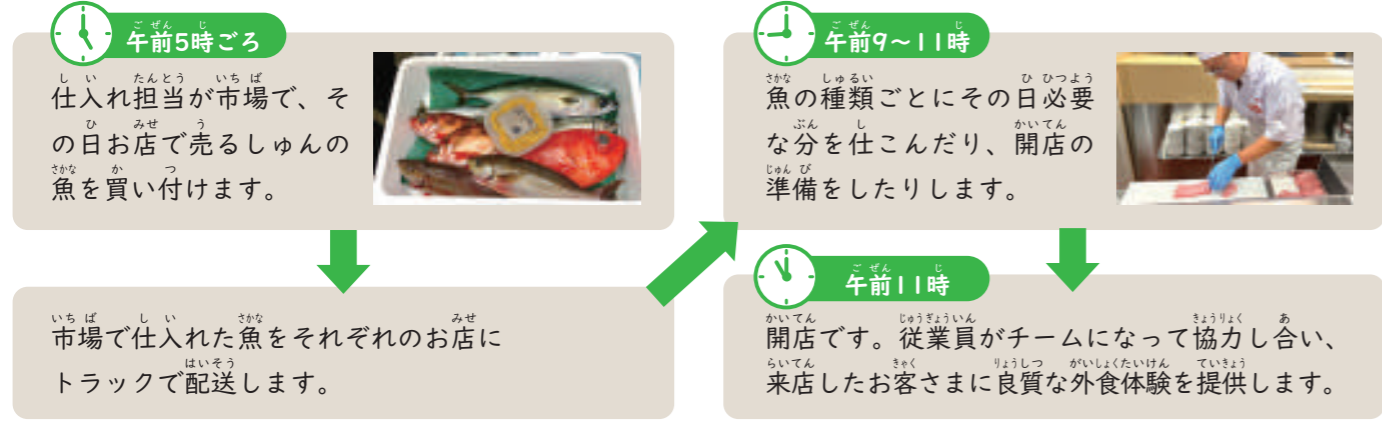 午前5時ごろ
仕入れ担当が市場で、そ
の日お店で売るしゅんの
魚を買い付けます。
市場で仕入れた魚をそれぞれのお店に
トラックで配送します。
午前9〜11時
魚の種類ごとにその日必要
な分を仕こんだり、開店の
準備をしたりします。
午前11時
開店です。従業員がチームになって協力し合い、
来店したお客さまに良質な外食体験を提供します。